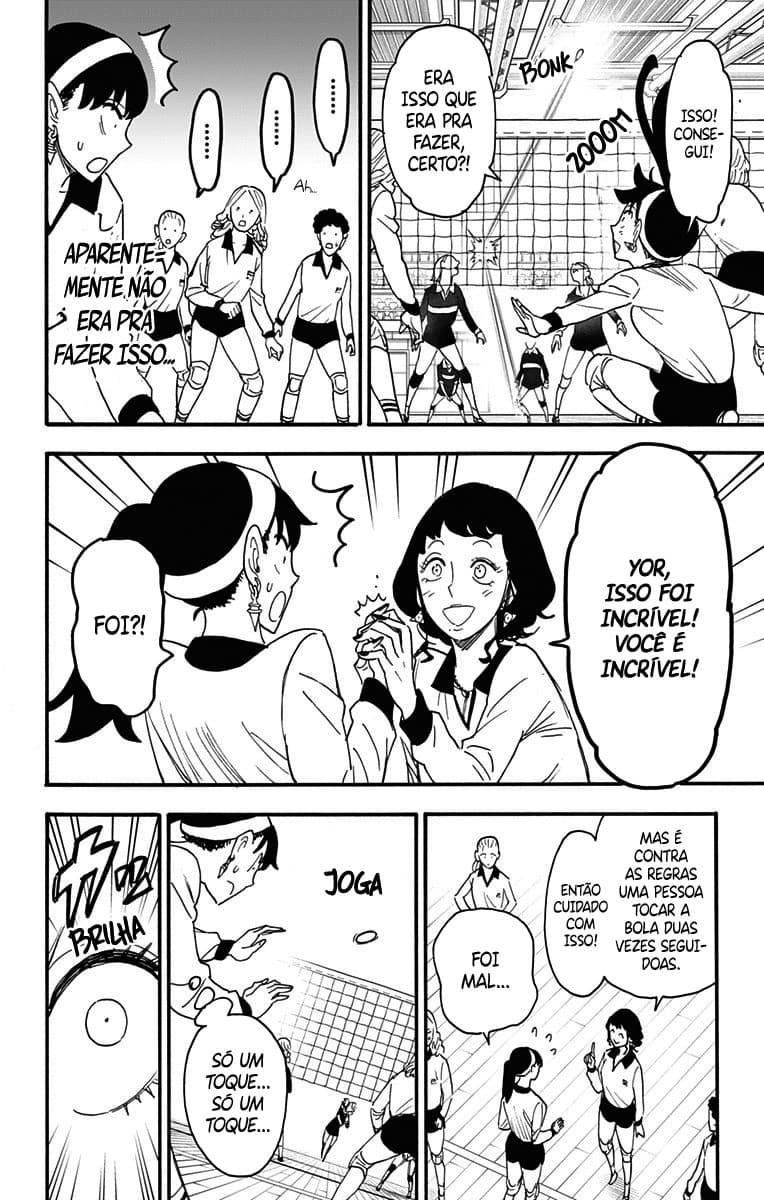 ISSO!
CONSE-
GUI!
ERA
ISSO QUE
ERA PRA
FAZER,
CERTO?!
BONK
ZOOOM
......
......
......
Ah...
APARENTE-
MENTE NÃO
ERA PRA
FAZER ISSO...
YOR,
ISSO FOI
INCRÍVEL!
VOCÊ É
INCRÍVEL!
FOI?!
MAS É
CONTRA
AS REGRAS
UMA PESSOA
TOCAR A
BOLA DUAS
VEZES SEGUI-
DOAS.
ENTÃO
CUIDADO
COM
ISSO!
FOI
MAL...
JOGA
SÓ UM
TOQUE...
SÓ UM
TOQUE...
BRILHA